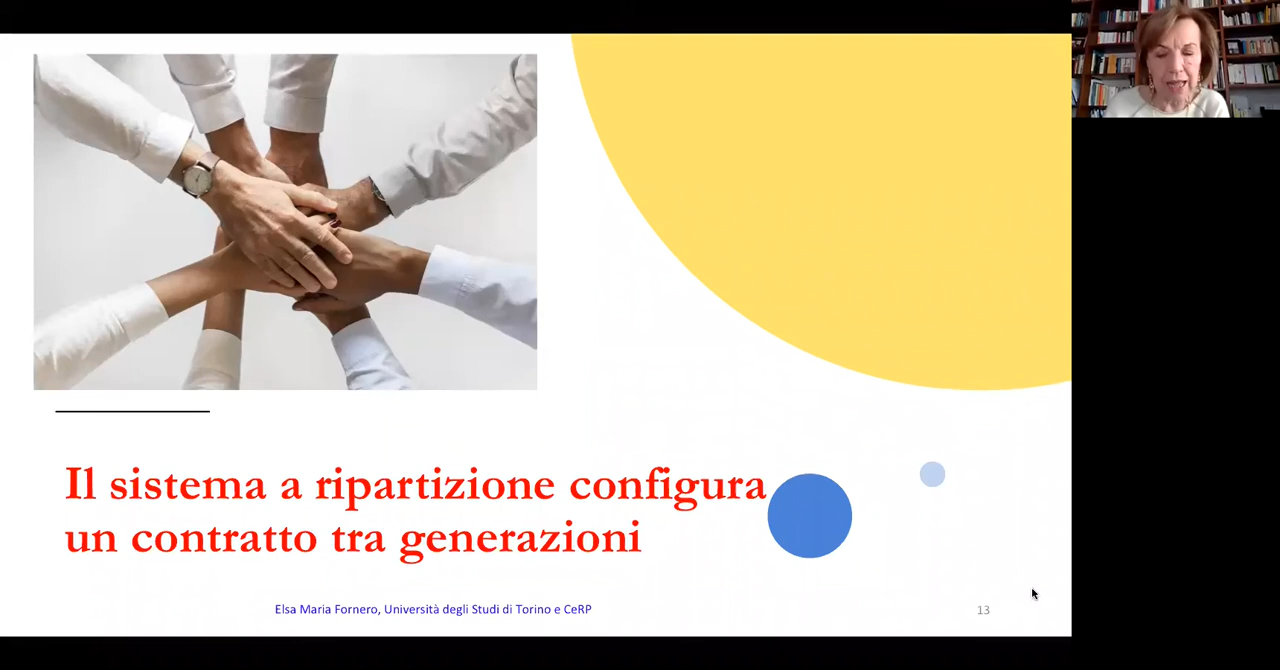 Il sistema a ripartizione configura
un contratto tra generazioni
Elsa Maria Fornero, Università degli Studi di Torino e CeRP
13